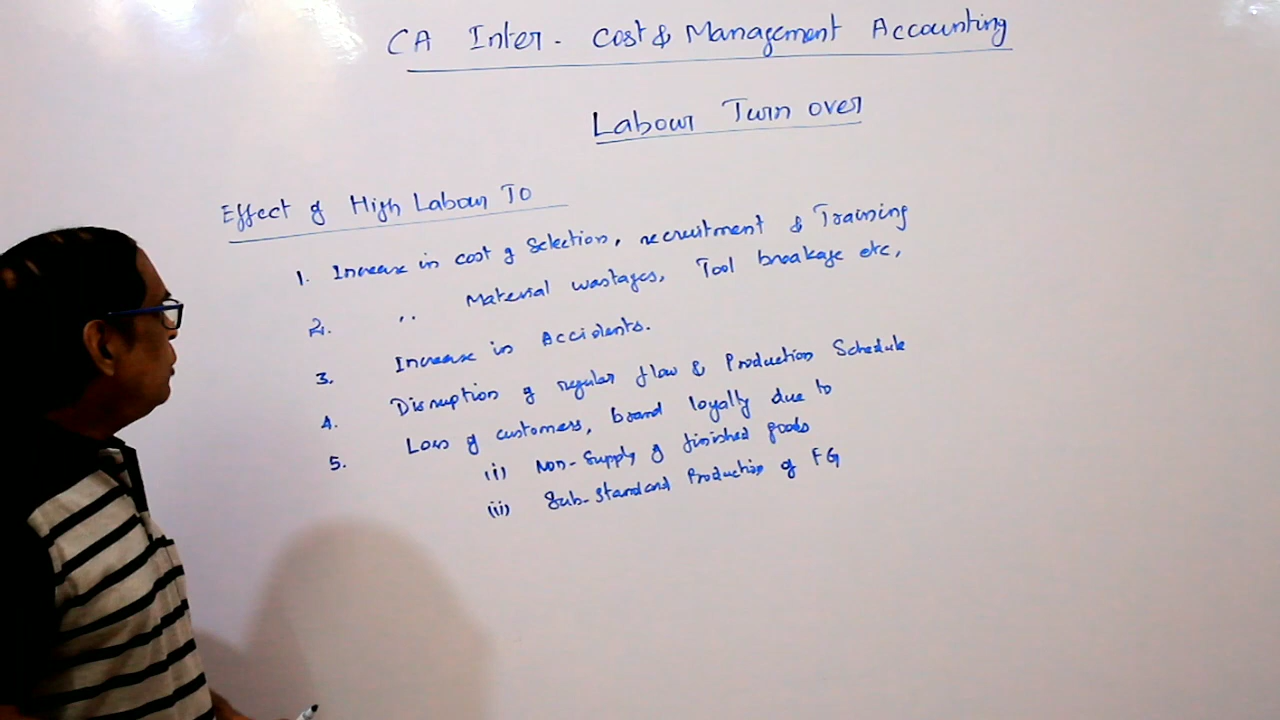 CA Inter - Cost & Management Accounting
Labour Turn over
Effect of High Labour TO
1. Increase in cost of Selection, recruitment & Training
2. ,, Material wastages, Tool breakage etc,
3. Increase in Accidents.
4. Disruption of regular flow & Production Schedule
5. Loss of customers, brand loyalty due to
(i) Non-Supply of finished goods
(ii) Sub-Standard Production of FG